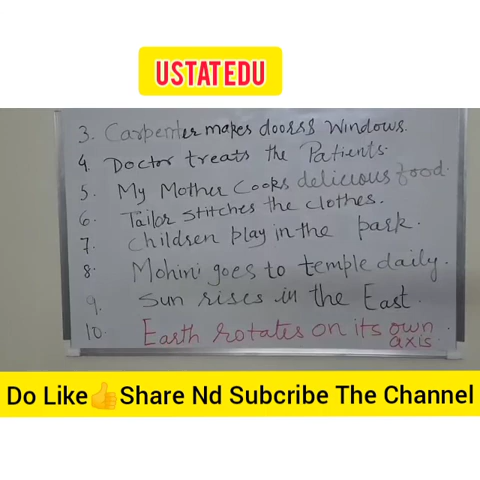 USTAT EDU
3. Carpenter makes doors & Windows.
4. Doctor treats the Patients.
5. My Mother Cooks delicious food.
6. Tailor stitches the clothes.
7. children play in the park.
8. Mohini goes to temple daily.
9. Sun rises in the East.
10. Earth rotates on its own
axis.
Do Like👍Share Nd Subcribe The Channel